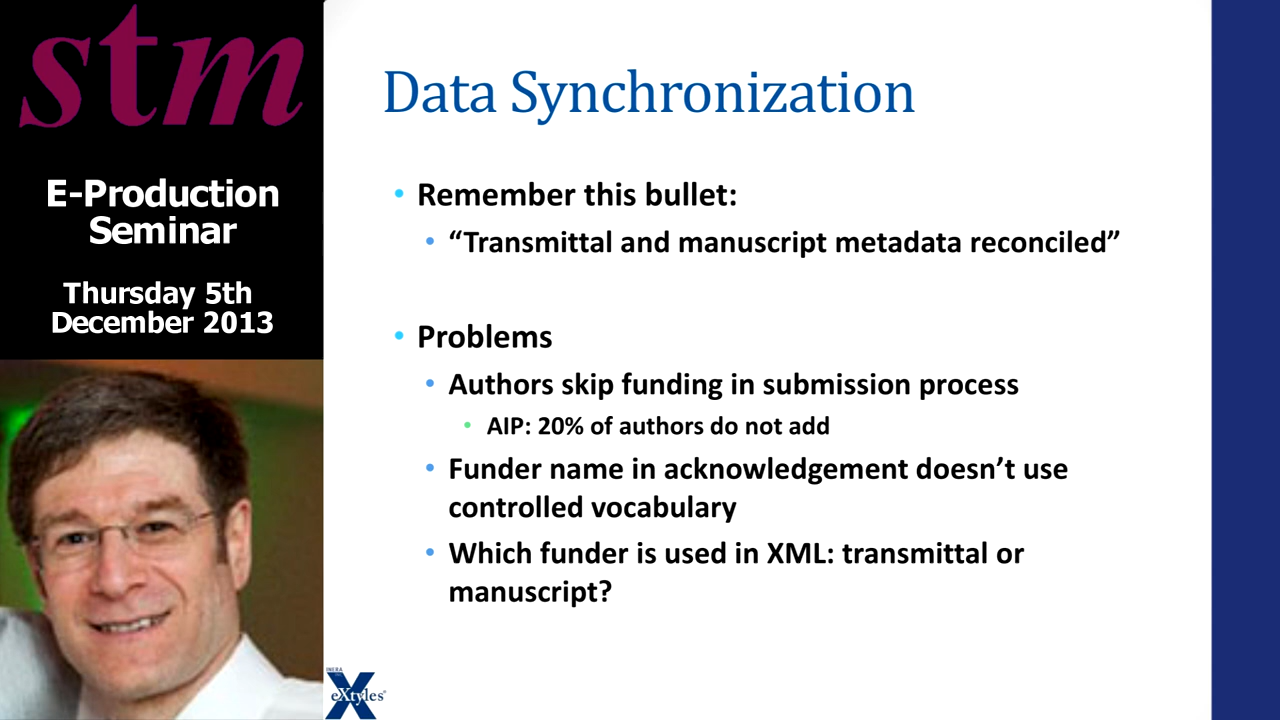 stm
E-Production
Seminar
Thursday 5th
December 2013
Data Synchronization
• Remember this bullet:
• “Transmittal and manuscript metadata reconciled”
• Problems
• Authors skip funding in submission process
• AIP: 20% of authors do not add
• Funder name in acknowledgement doesn’t use
controlled vocabulary
• Which funder is used in XML: transmittal or
manuscript?
INERA
eXtyles®